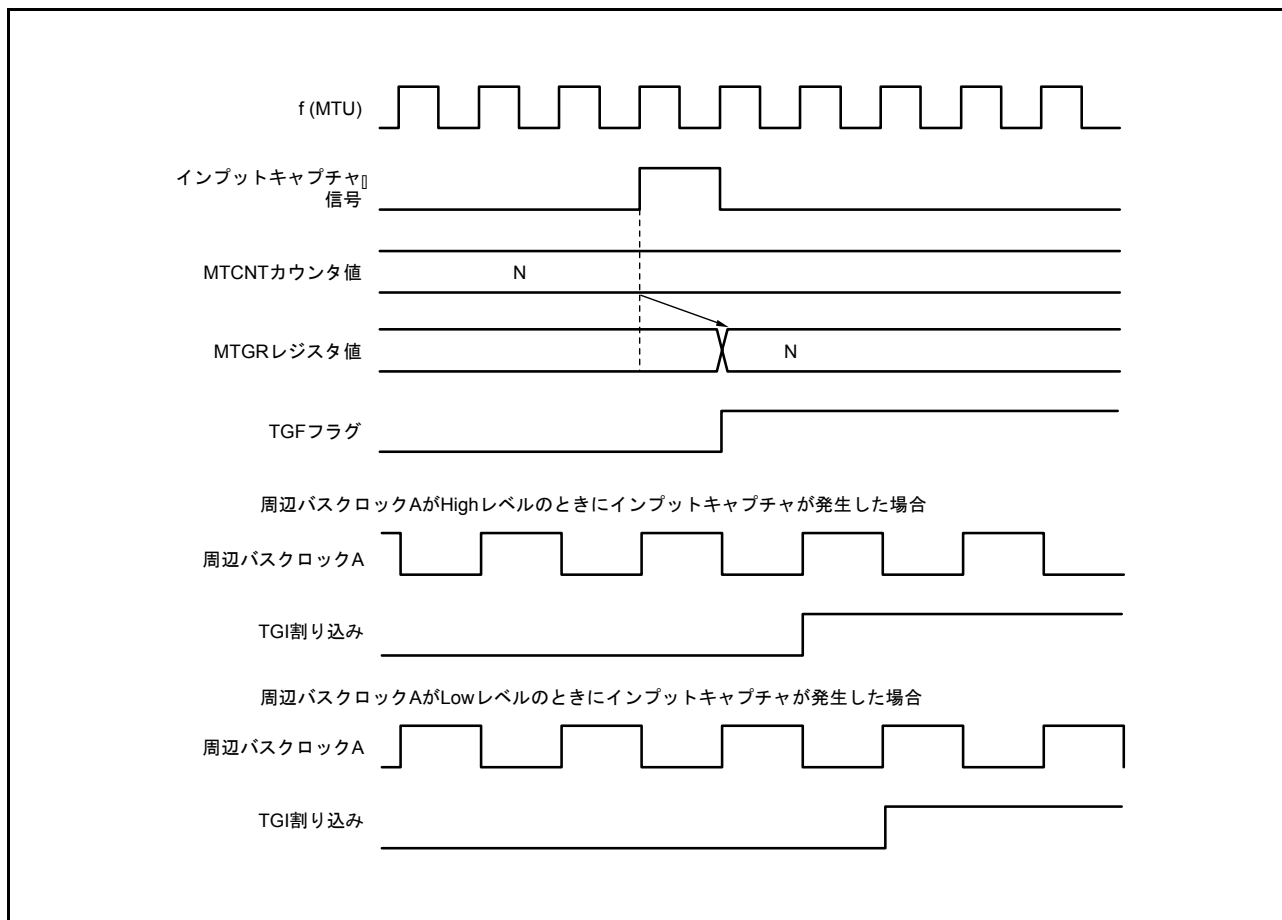 f (MTU)
インプットキャプチャ▯
信号
MTCNTカウンタ値
N
MTGRレジスタ値
N
TGFフラグ
周辺バスクロックAがHighレベルのときにインプットキャプチャが発生した場合
周辺バスクロックA
TGI割り込み
周辺バスクロックAがLowレベルのときにインプットキャプチャが発生した場合
周辺バスクロックA
TGI割り込み